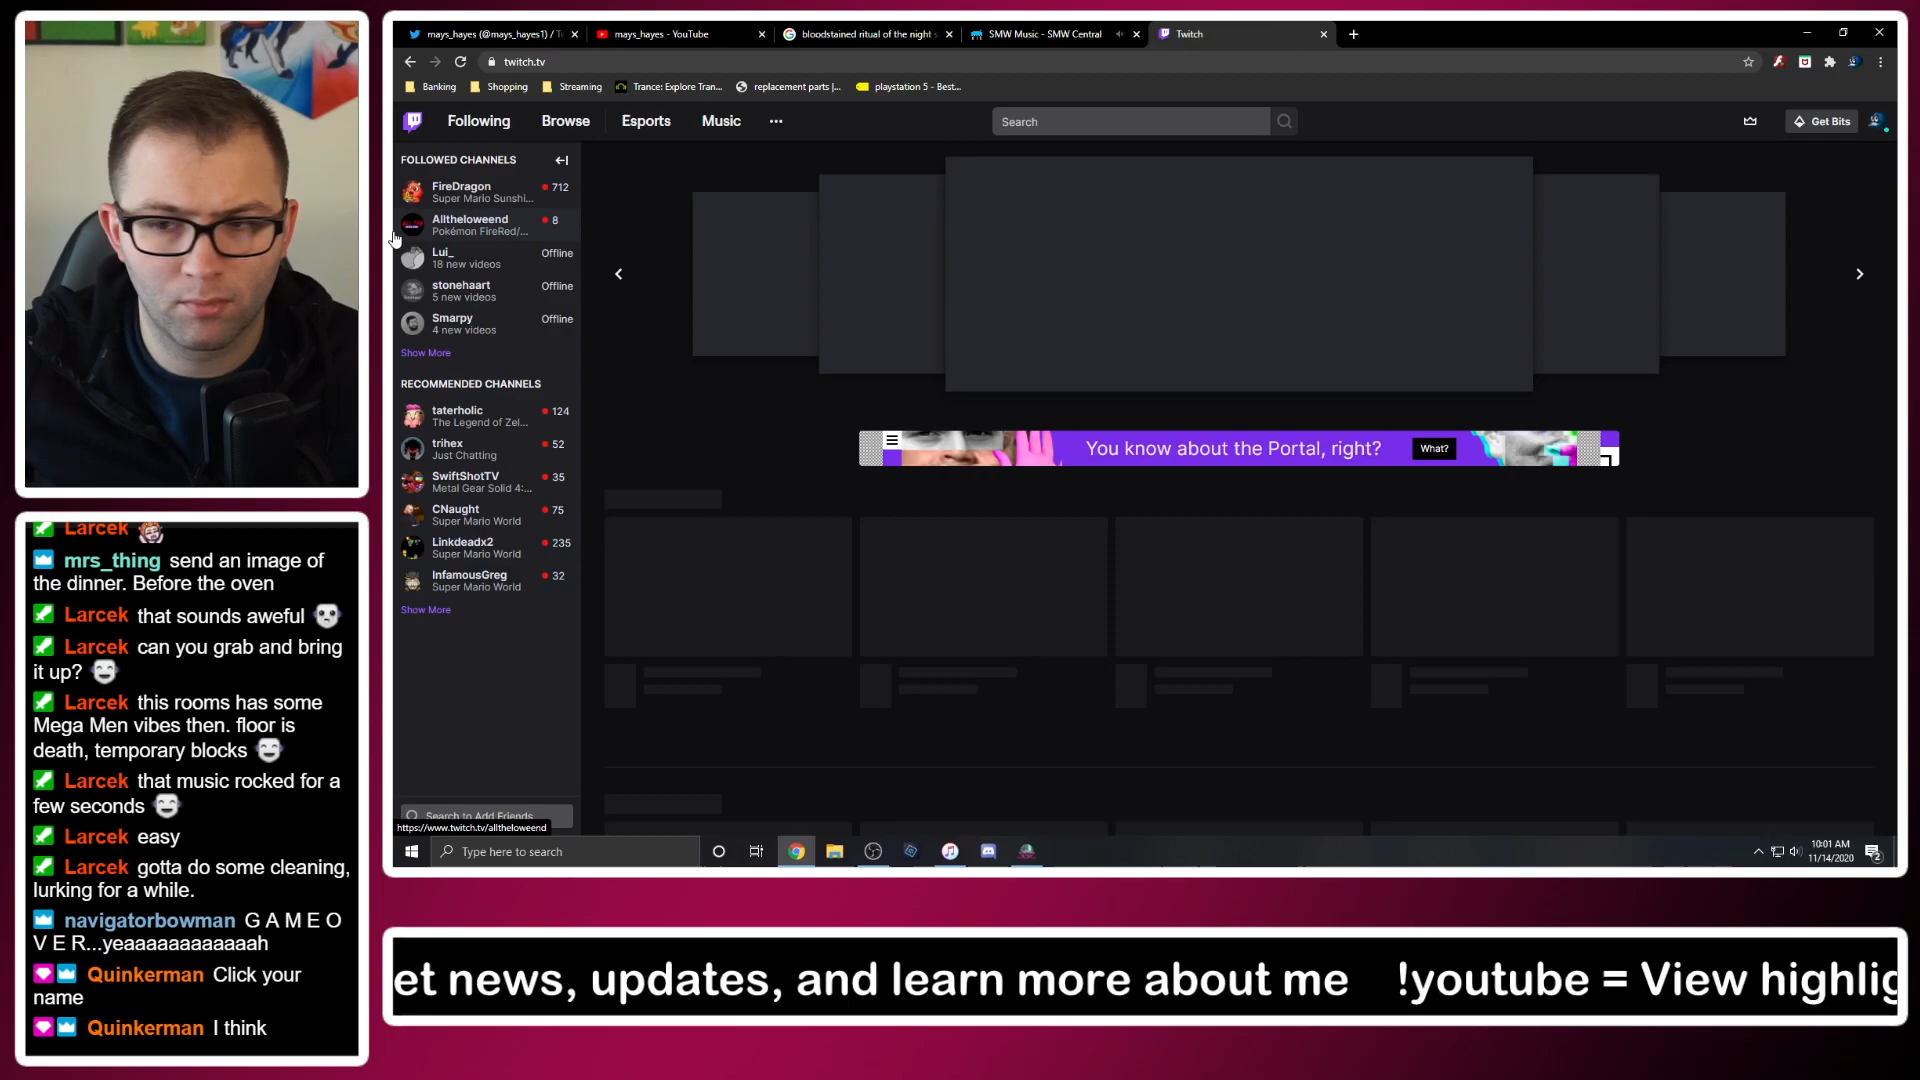 mays_hayes (@mays_hayes1) / T
mays_hayes - YouTube
bloodstained ritual of the night s
SMW Music - SMW Central
Twitch
twitch.tv
Banking
Shopping
Streaming
Trance: Explore Tran...
replacement parts |...
playstation 5 - Best...
Following
Browse
Esports
Music
Search
Get Bits
FOLLOWED CHANNELS
FireDragon
712
Super Mario Sunshi...
Alltheloweend
8
Pokémon FireRed/...
Lui_
Offline
18 new videos
stonehaart
Offline
5 new videos
Smarpy
Offline
4 new videos
Show More
RECOMMENDED CHANNELS
taterholic
124
The Legend of Zel...
trihex
52
Just Chatting
SwiftShotTV
35
Metal Gear Solid 4:...
CNaught
75
Super Mario World
Linkdeadx2
235
Super Mario World
InfamousGreg
32
Super Mario World
Show More
Search to Add Friends
https://www.twitch.tv/alltheloweend
You know about the Portal, right?
What?
Type here to search
10:01 AM
11/14/2020
2
Larcek
mrs_thing send an image of
the dinner. Before the oven
Larcek that sounds aweful
Larcek can you grab and bring
it up?
Larcek this rooms has some
Mega Men vibes then. floor is
death, temporary blocks
Larcek that music rocked for a
few seconds
Larcek easy
Larcek gotta do some cleaning,
lurking for a while.
navigatorbowman G A M E O
V E R...yeaaaaaaaaaaaah
Quinkerman Click your
name
Quinkerman I think
et news, updates, and learn more about me !youtube = View highlig